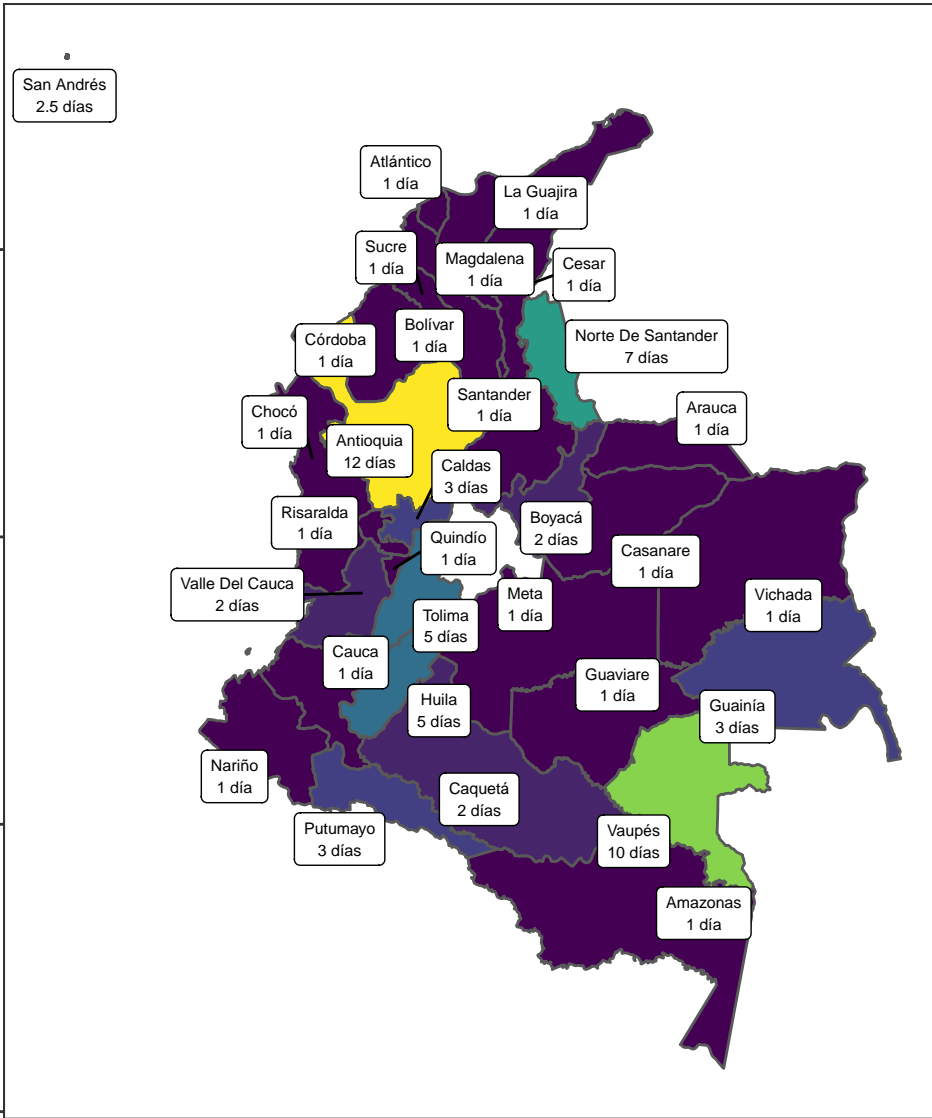 San Andrés
2.5 días
Atlántico
1 día
La Guajira
1 día
Sucre
1 día
Magdalena
1 día
Cesar
1 día
Córdoba
1 día
Bolívar
1 día
Norte De Santander
7 días
Santander
1 día
Chocó
1 día
Arauca
1 día
Antioquia
12 días
Caldas
3 días
Risaralda
1 día
Boyacá
2 días
Quindío
1 día
Casanare
1 día
Valle Del Cauca
2 días
Meta
1 día
Vichada
1 día
Tolima
5 días
Cauca
1 día
Guaviare
1 día
Huila
5 días
Guainía
3 días
Nariño
1 día
Caquetá
2 días
Putumayo
3 días
Vaupés
10 días
Amazonas
1 día